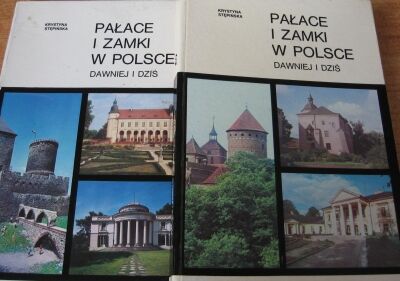 KRYSTYNA
STĘPIŃSKA
PAŁACE
I ZAMKI
W POLSCE
DAWNIEJ I DZIŚ
KRYSTYNA
STĘPIŃSKA
PAŁACE
I ZAMKI
W POLSCE
DAWNIEJ I DZIŚ